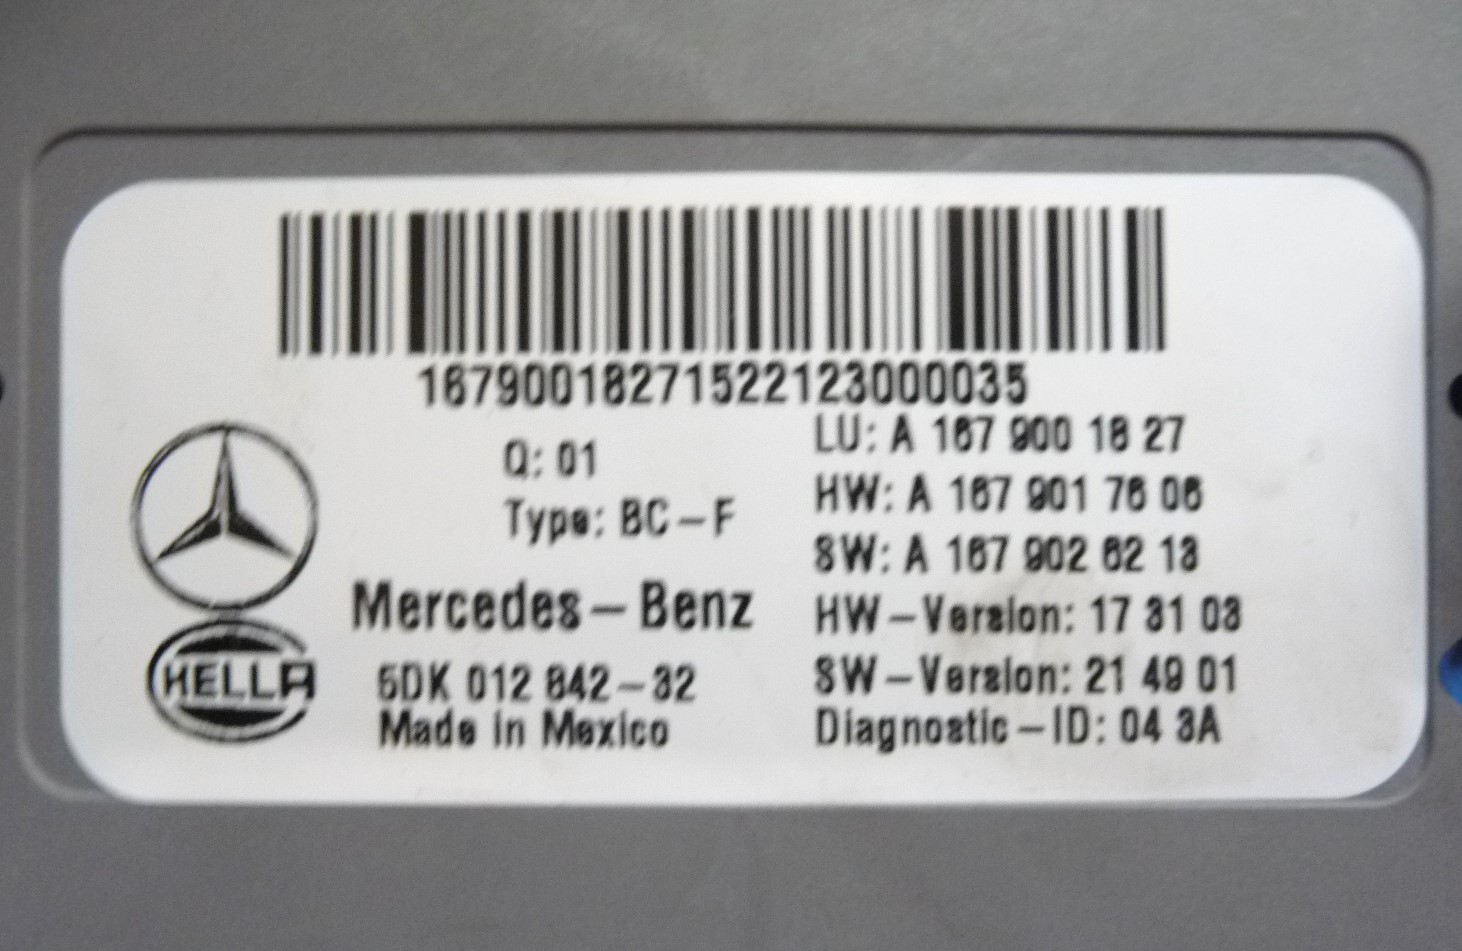 16790018271522123000035
Q: 01
Type: BC-F
Mercedes-Benz
HELLA
5DK 012 842-32
Made in Mexico
LU: A 167 900 18 27
HW: A 167 901 76 06
SW: A 167 902 62 13
HW-Version: 17 31 03
SW-Version: 21 49 01
Diagnostic-ID: 04 3A